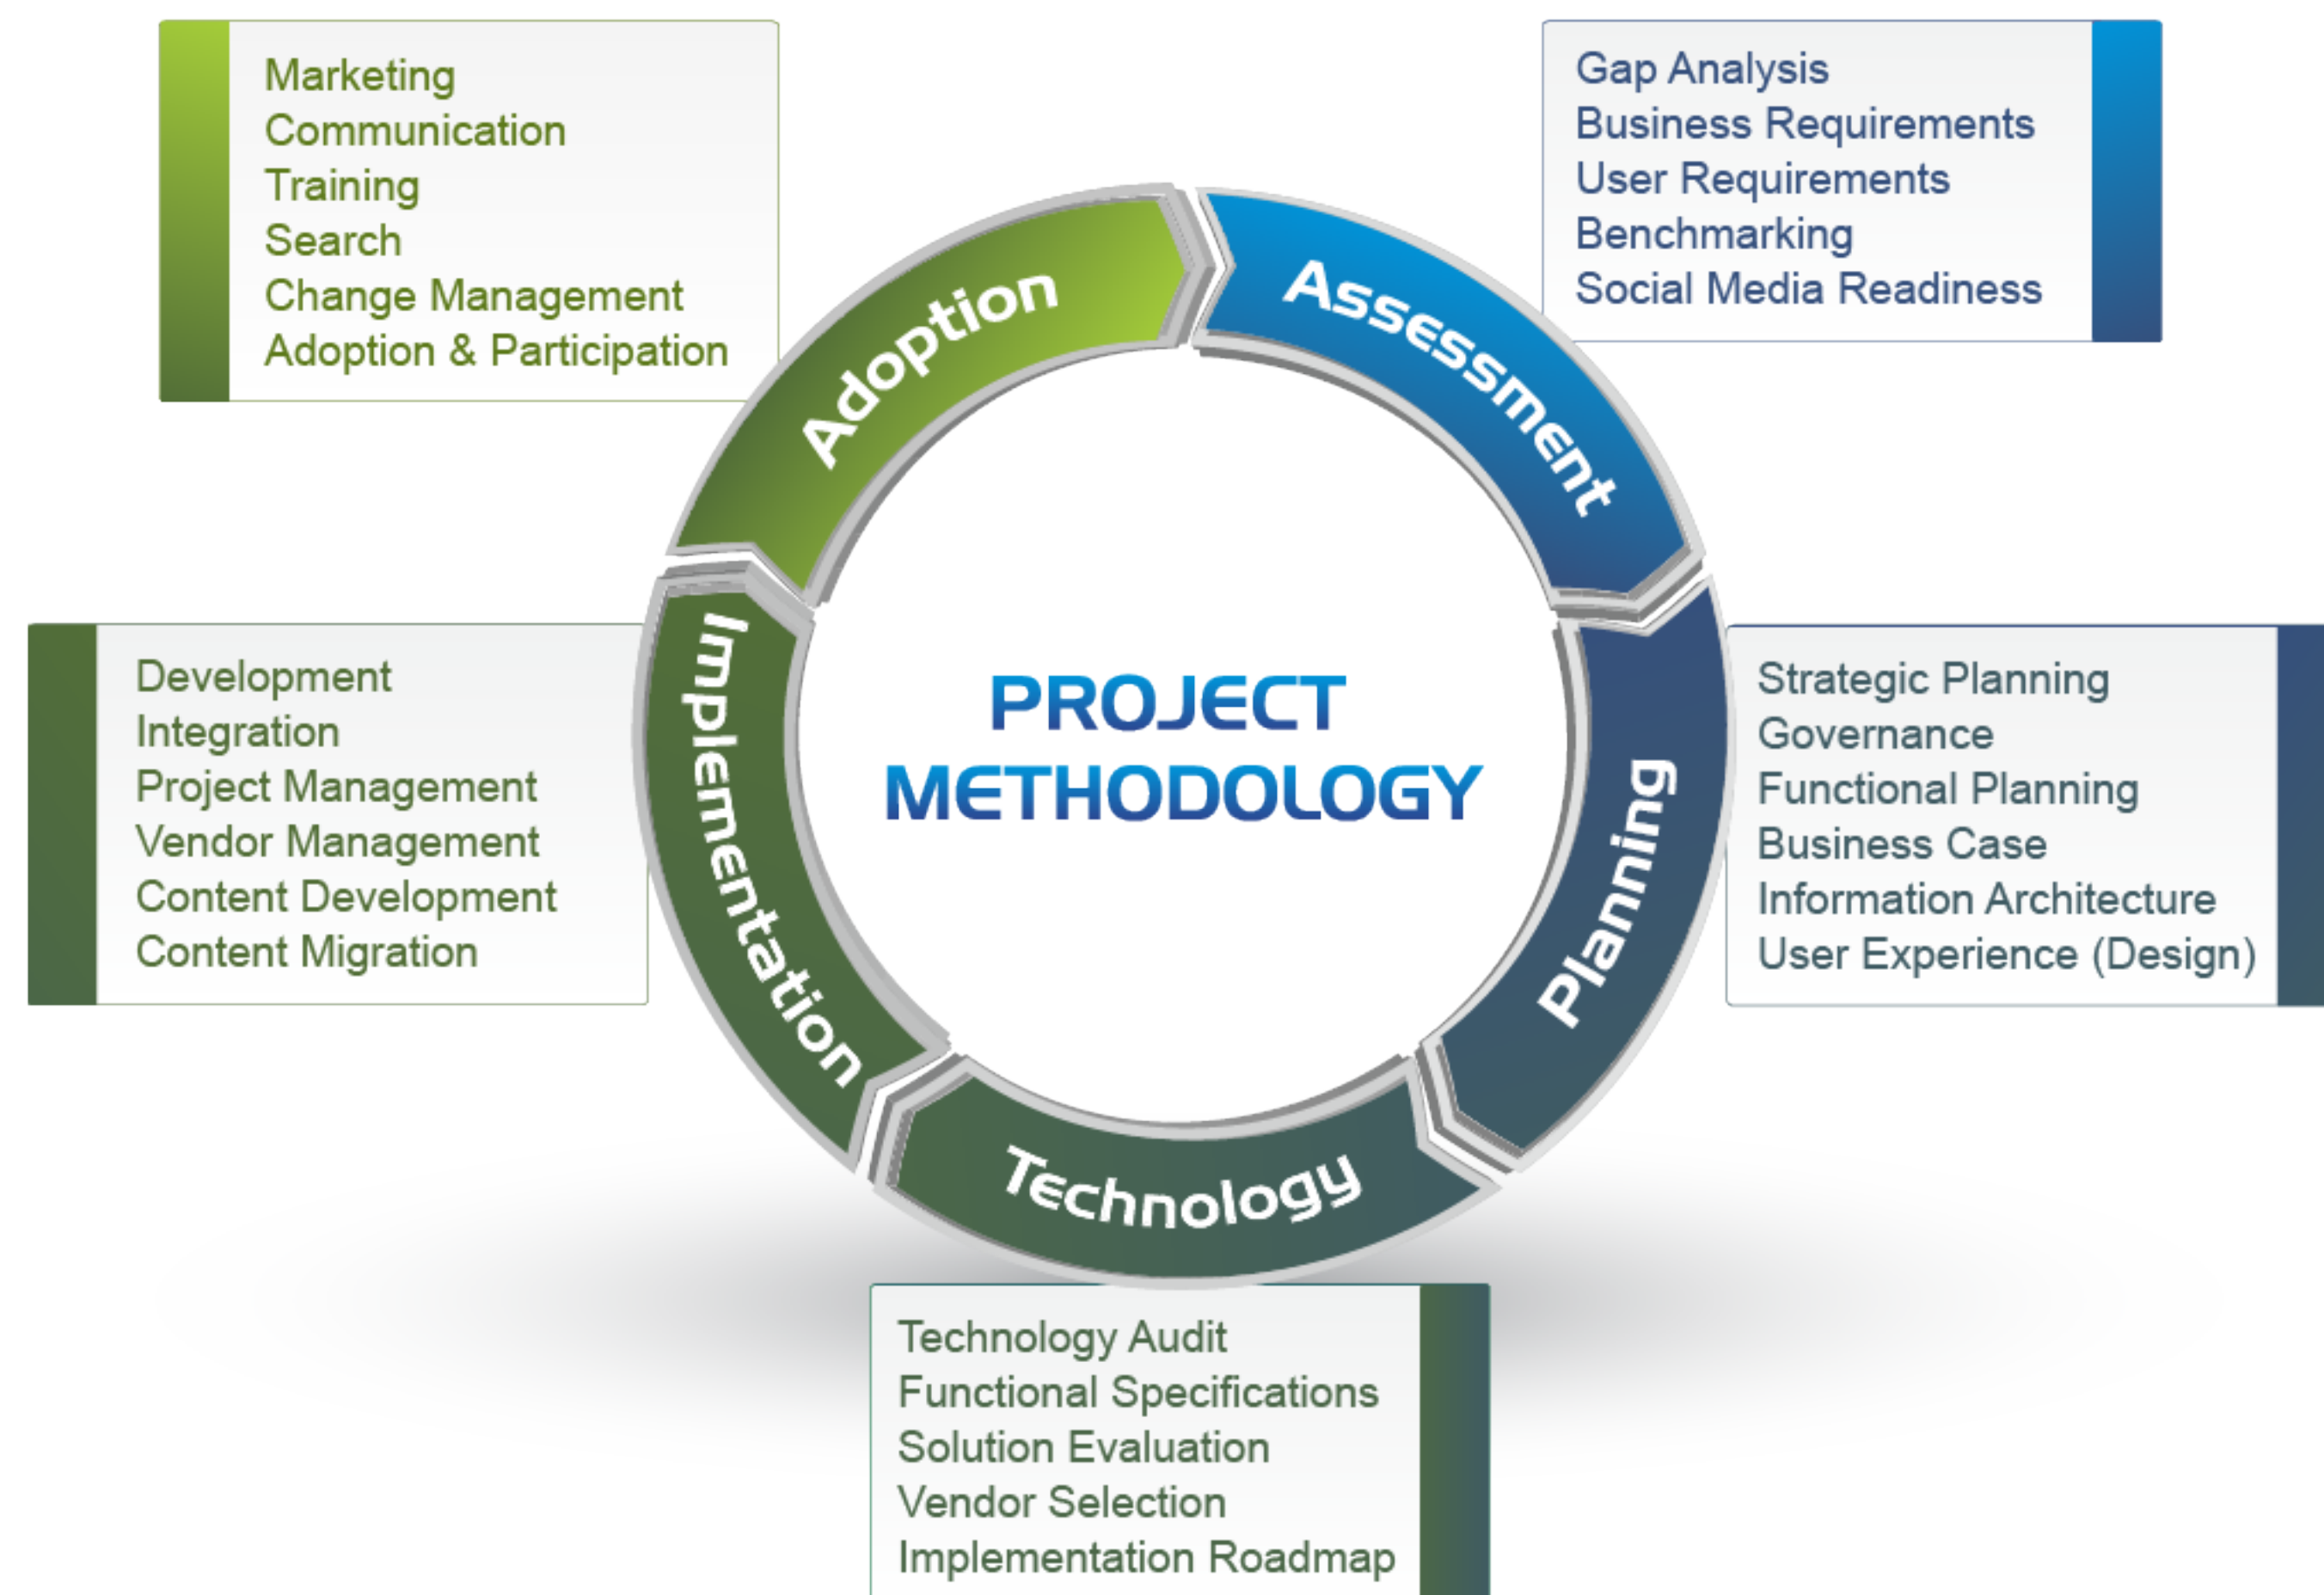 Marketing
Communication
Training
Search
Change Management
Adoption & Participation
Gap Analysis
Business Requirements
User Requirements
Benchmarking
Social Media Readiness
Adoption
Assessment
PROJECT
METHODOLOGY
Implementation
Planning
Technology
Development
Integration
Project Management
Vendor Management
Content Development
Content Migration
Strategic Planning
Governance
Functional Planning
Business Case
Information Architecture
User Experience (Design)
Technology Audit
Functional Specifications
Solution Evaluation
Vendor Selection
Implementation Roadmap